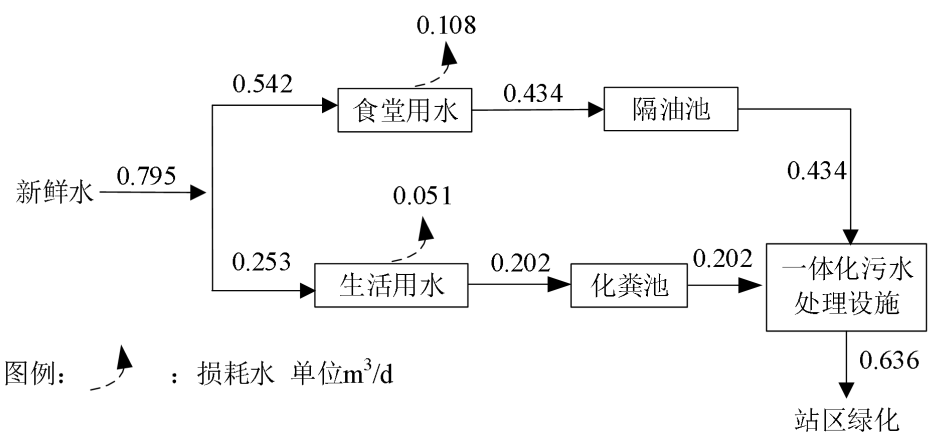 0.108
0.542
食堂用水
0.434
隔油池
新鲜水
0.795
0.434
0.051
0.253
生活用水
0.202
化粪池
0.202
一体化污水
处理设施
图例：
：损耗水 单位m³/d
0.636
站区绿化